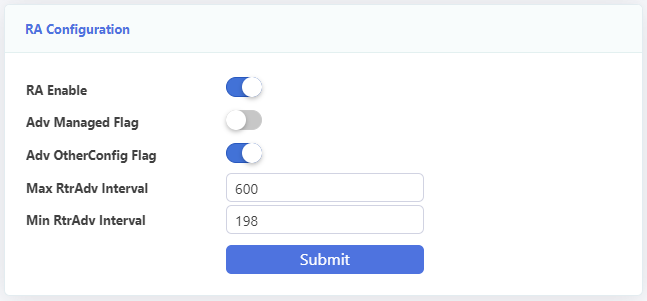 RA Configuration
RA Enable
Adv Managed Flag
Adv OtherConfig Flag
Max RtrAdv Interval 600
Min RtrAdv Interval 198
Submit